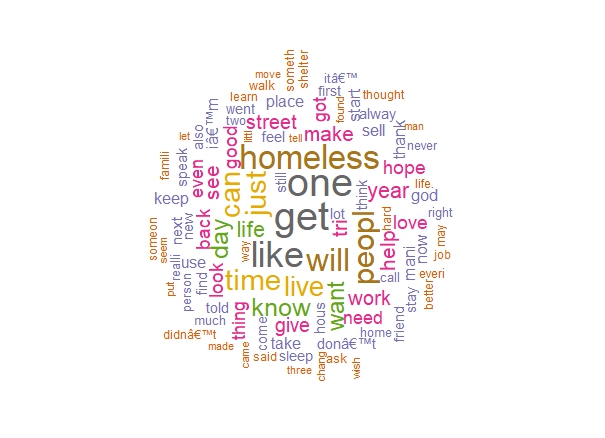 move
someth
shelter
itâ€™
learn
walk
first
thought
went
place
got
found
start
alway
two
iâ€™m
street
feel
tell
make
sell
thank
man
never
let
also
littl
good
homeless
famili
speak
even
see
can
just
still
one
think
hope
year
god
life.
keep
lot
get
tri
hard
love
right
next
new
back
day
life
way
like
will
peopl
help
mani
now
may
job
someon
seem
realli
use
look
time
live
want
call
everi
better
put
person
find
know
work
stay
told
much
thing
give
hous
need
friend
didnâ€™t
made
came
come
take
donâ€™t
home
said
sleep
ask
three
chang
wish